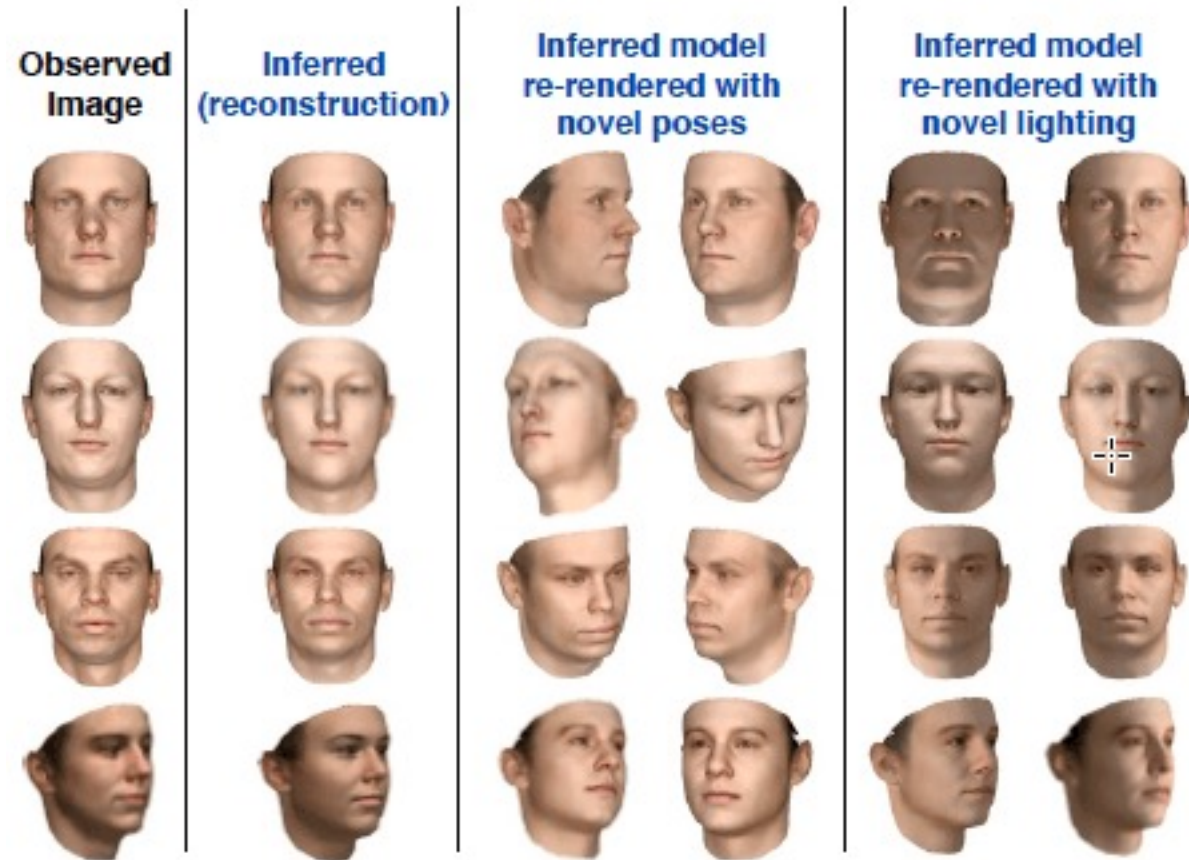 Observed
Image
Inferred
(reconstruction)
Inferred model
re-rendered with
novel poses
Inferred model
re-rendered with
novel lighting